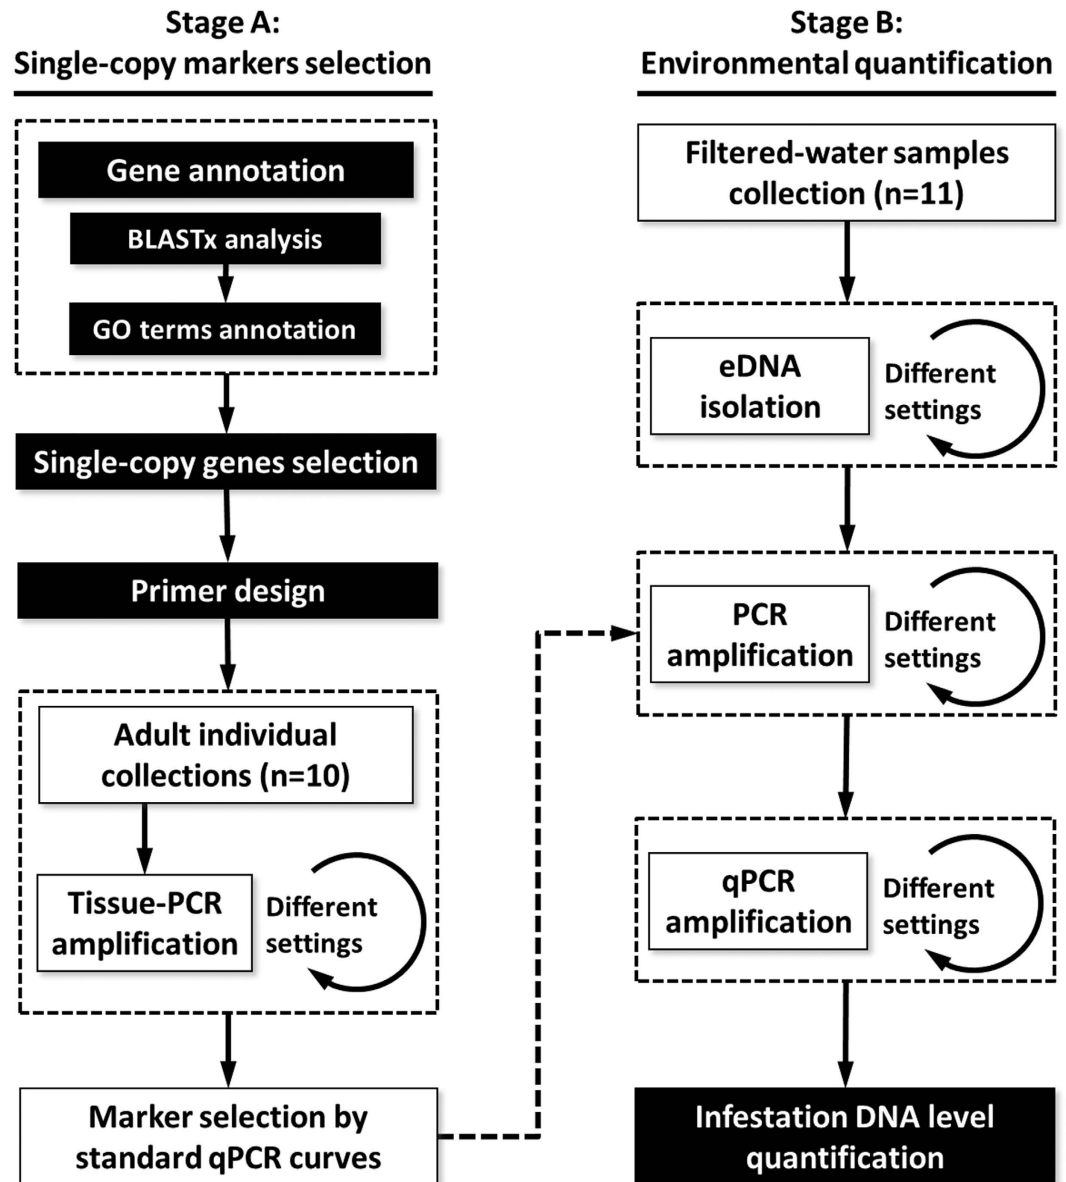 Stage A:
Single-copy markers selection
Gene annotation
BLASTx analysis
GO terms annotation
Single-copy genes selection
Primer design
Adult individual
collections (n=10)
Tissue-PCR
amplification
Different
settings
Marker selection by
standard qPCR curves
Stage B:
Environmental quantification
Filtered-water samples
collection (n=11)
eDNA
isolation
Different
settings
PCR
amplification
Different
settings
qPCR
amplification
Different
settings
Infestation DNA level
quantification